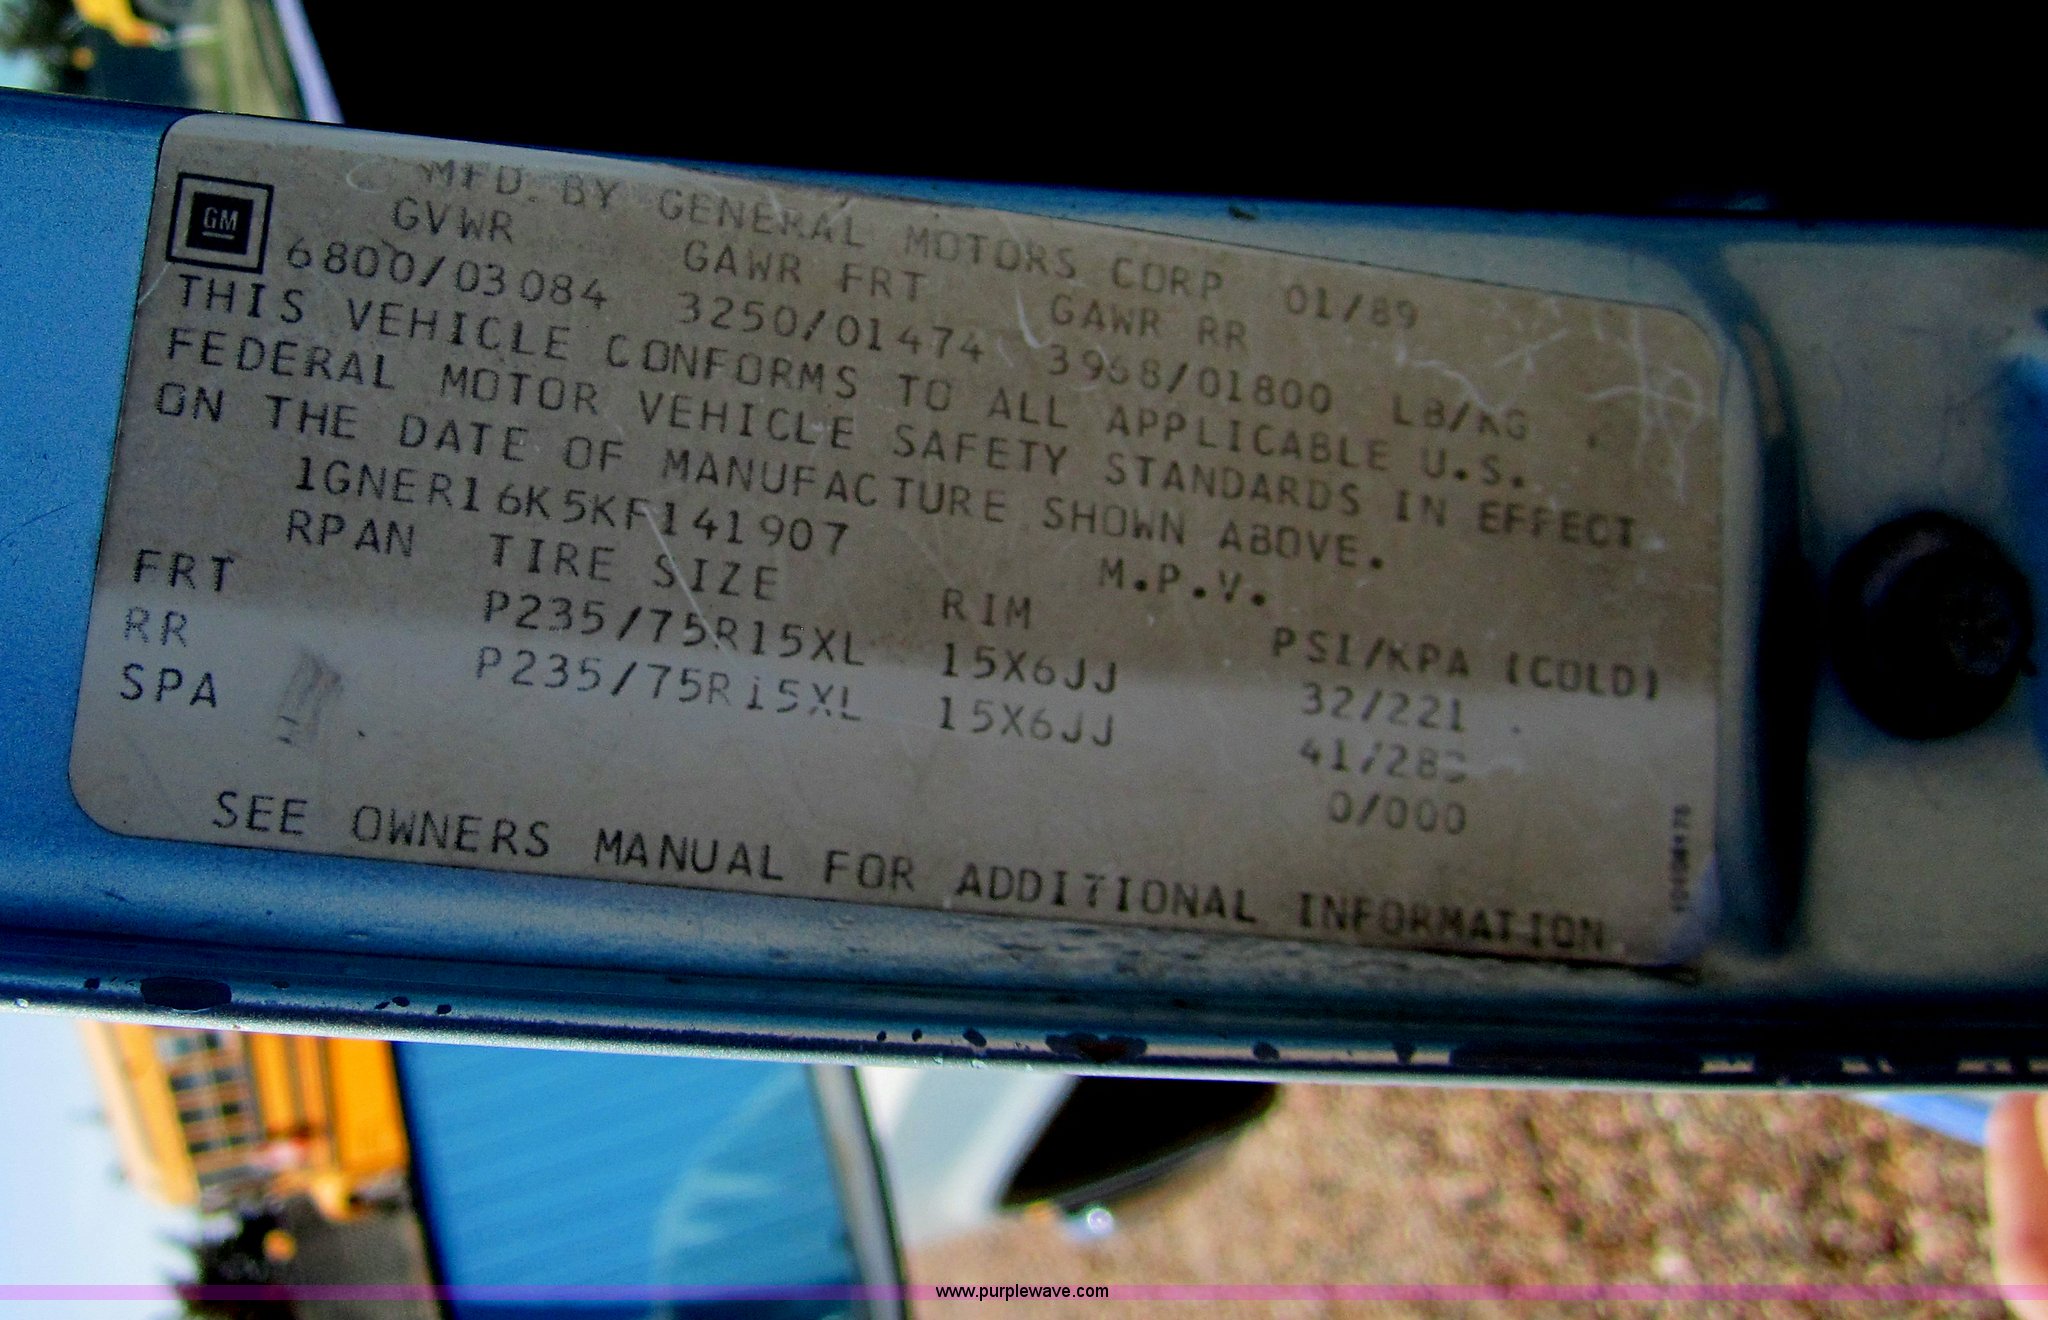 MFD. BY GENERAL MOTORS CORP 01/89
GM
GVWR GAWR FRT GAWR RR
6800/03084 3250/01474 3968/01800 LB/KG
THIS VEHICLE CONFORMS TO ALL APPLICABLE U.S.
FEDERAL MOTOR VEHICLE SAFETY STANDARDS IN EFFECT
ON THE DATE OF MANUFACTURE SHOWN ABOVE.
1GNER16K5KF141907 M.P.V.
RPAN TIRE SIZE RIM PSI/KPA (COLD)
FRT P235/75R15XL 15X6JJ 32/221
RR P235/75R15XL 15X6JJ
SPA 0/000
SEE OWNERS MANUAL FOR ADDITIONAL INFORMATION
www.purplewave.com